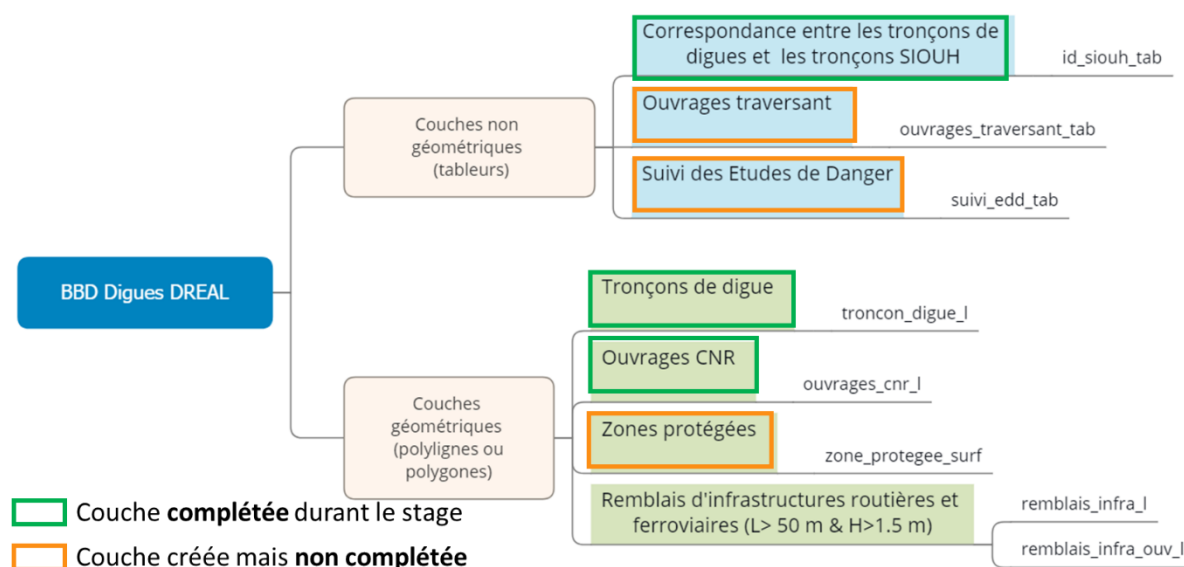 BBD Digues DREAL
Couches non
géométriques
(tableurs)
Correspondance entre les tronçons de
digues et les tronçons SIOUH
id_siouh_tab
Ouvrages traversant
ouvrages_traversant_tab
Suivi des Etudes de Danger
suivi_edd_tab
Couches
géométriques
(polylignes ou
polygones)
Tronçons de digue
troncon_digue_l
Ouvrages CNR
ouvrages_cnr_l
Zones protégées
zone_protegee_surf
Remblais d'infrastructures routières et
ferroviaires (L> 50 m & H>1.5 m)
remblais_infra_l
remblais_infra_ouv_l
Couche complétée durant le stage
Couche créée mais non complétée